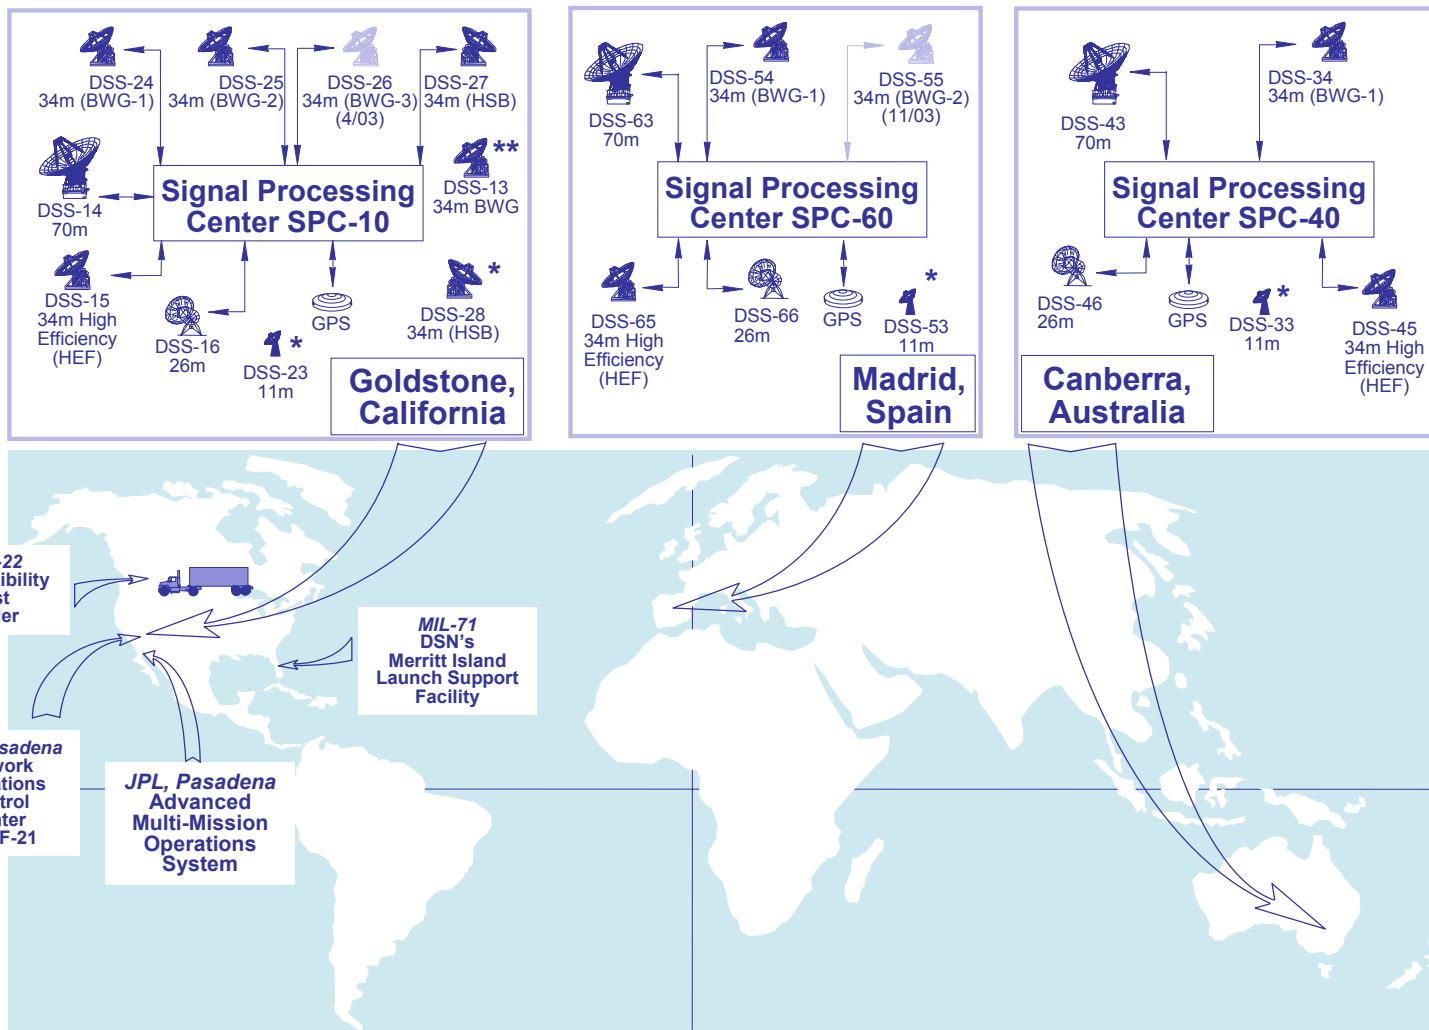 DSS-24
34m (BWG-1)
DSS-25
34m (BWG-2)
DSS-26
34m (BWG-3)
(4/03)
DSS-27
34m (HSB)
DSS-14
70m
Signal Processing
Center SPC-10
**
DSS-13
34m BWG
DSS-15
34m High
Efficiency
(HEF)
DSS-16
26m
*
DSS-23
11m
GPS
*
DSS-28
34m (HSB)
Goldstone,
California
DSS-63
70m
DSS-54
34m (BWG-1)
DSS-55
34m (BWG-2)
(11/03)
Signal Processing
Center SPC-60
DSS-65
34m High
Efficiency
(HEF)
DSS-66
26m
GPS
*
DSS-53
11m
Madrid,
Spain
DSS-43
70m
DSS-34
34m (BWG-1)
Signal Processing
Center SPC-40
DSS-46
26m
GPS
*
DSS-33
11m
DSS-45
34m High
Efficiency
(HEF)
Canberra,
Australia
-22
MIL-71
DSN's
Merritt Island
Launch Support
Facility
JPL, Pasadena
Advanced
Multi-Mission
Operations
System
F-21